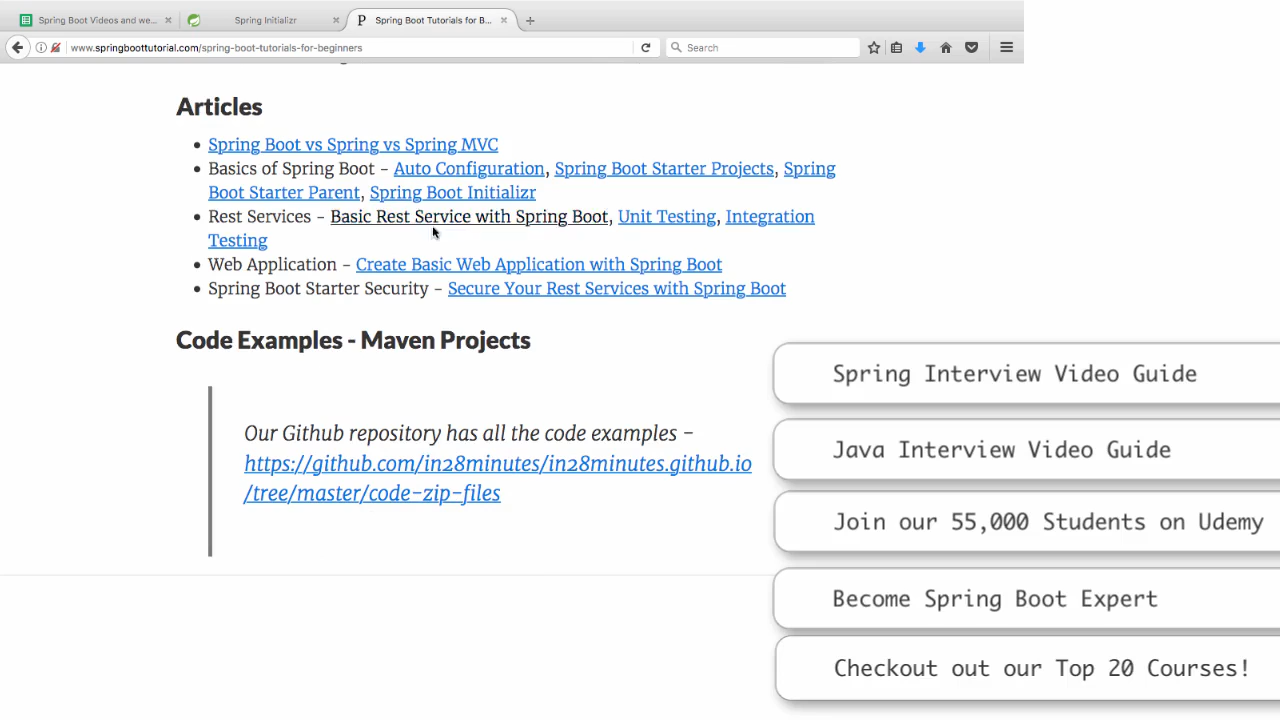 Spring Boot Videos and we...
Spring Initializr
P Spring Boot Tutorials for B...
www.springboottutorial.com/spring-boot-tutorials-for-beginners
Search
Articles
Spring Boot vs Spring vs Spring MVC
Basics of Spring Boot - Auto Configuration, Spring Boot Starter Projects, Spring
Boot Starter Parent, Spring Boot Initializr
Rest Services - Basic Rest Service with Spring Boot, Unit Testing, Integration
Testing
Web Application - Create Basic Web Application with Spring Boot
Spring Boot Starter Security - Secure Your Rest Services with Spring Boot
Code Examples - Maven Projects
Our Github repository has all the code examples -
https://github.com/in28minutes/in28minutes.github.io
/tree/master/code-zip-files
Spring Interview Video Guide
Java Interview Video Guide
Join our 55,000 Students on Udemy
Become Spring Boot Expert
Checkout out our Top 20 Courses!